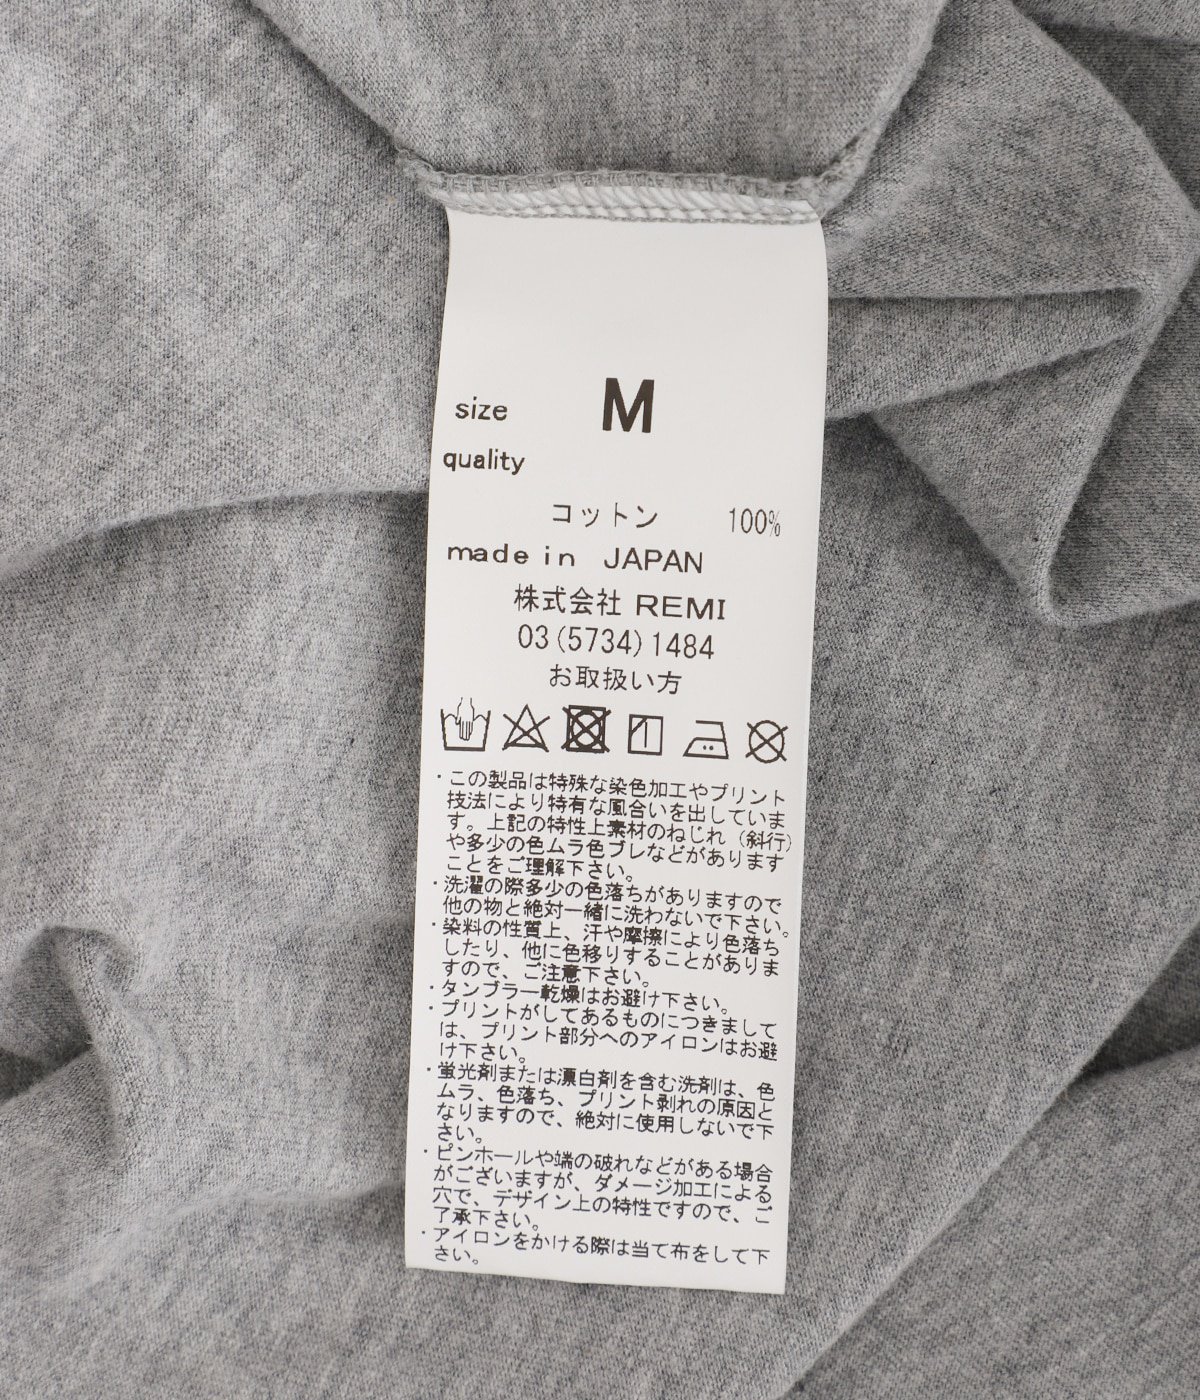 size M
quality
コットン 100%
made in JAPAN
株式会社 REMI
03(5734)1484
お取扱い方
・この製品は特殊な染色加工やプリント
技法により特有な風合いを出していま
す。上記の特性上素材のねじれ（斜行）
や多少の色ムラ色ブレなどがあります
ことをご理解下さい。
・洗濯の際多少の色落ちがありますので
他の物と絶対一緒に洗わないで下さい。
・染料の性質上、汗や摩擦により色落ち
したり、他に色移りすることがありま
すので、ご注意下さい。
・タンブラー乾燥はお避け下さい。
・プリントがしてあるものにつきまして
は、プリント部分へのアイロンはお避
け下さい。
・蛍光剤または漂白剤を含む洗剤は、色
ムラ、色落ち、プリント剥れの原因と
なりますので、絶対に使用しないで下
さい。
・ピンホールや端の破れなどがある場合
がございますが、ダメージ加工による
穴で、デザイン上の特性ですので、ご
了承下さい。
・アイロンをかける際は当て布をして下
さい。